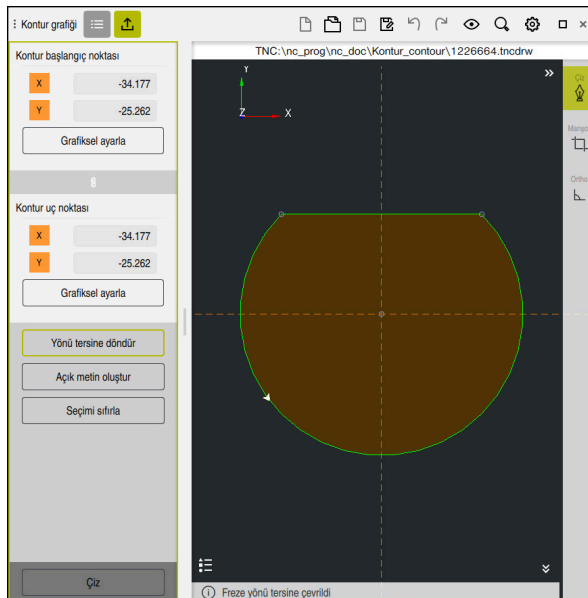 Kontur grafiği
TNC:\nc_prog\nc_doc\Kontur_contour\1226664.tncdrw
Kontur başlangıç noktası
X -34.177
Y -25.262
Grafiksel ayarla
Kontur uç noktası
X -34.177
Y -25.262
Grafiksel ayarla
Yönü tersine döndür
Açık metin oluştur
Seçimi sıfırla
Çiz
Y
Z X
Çiz
Ortho
Freze yönü tersine çevrildi